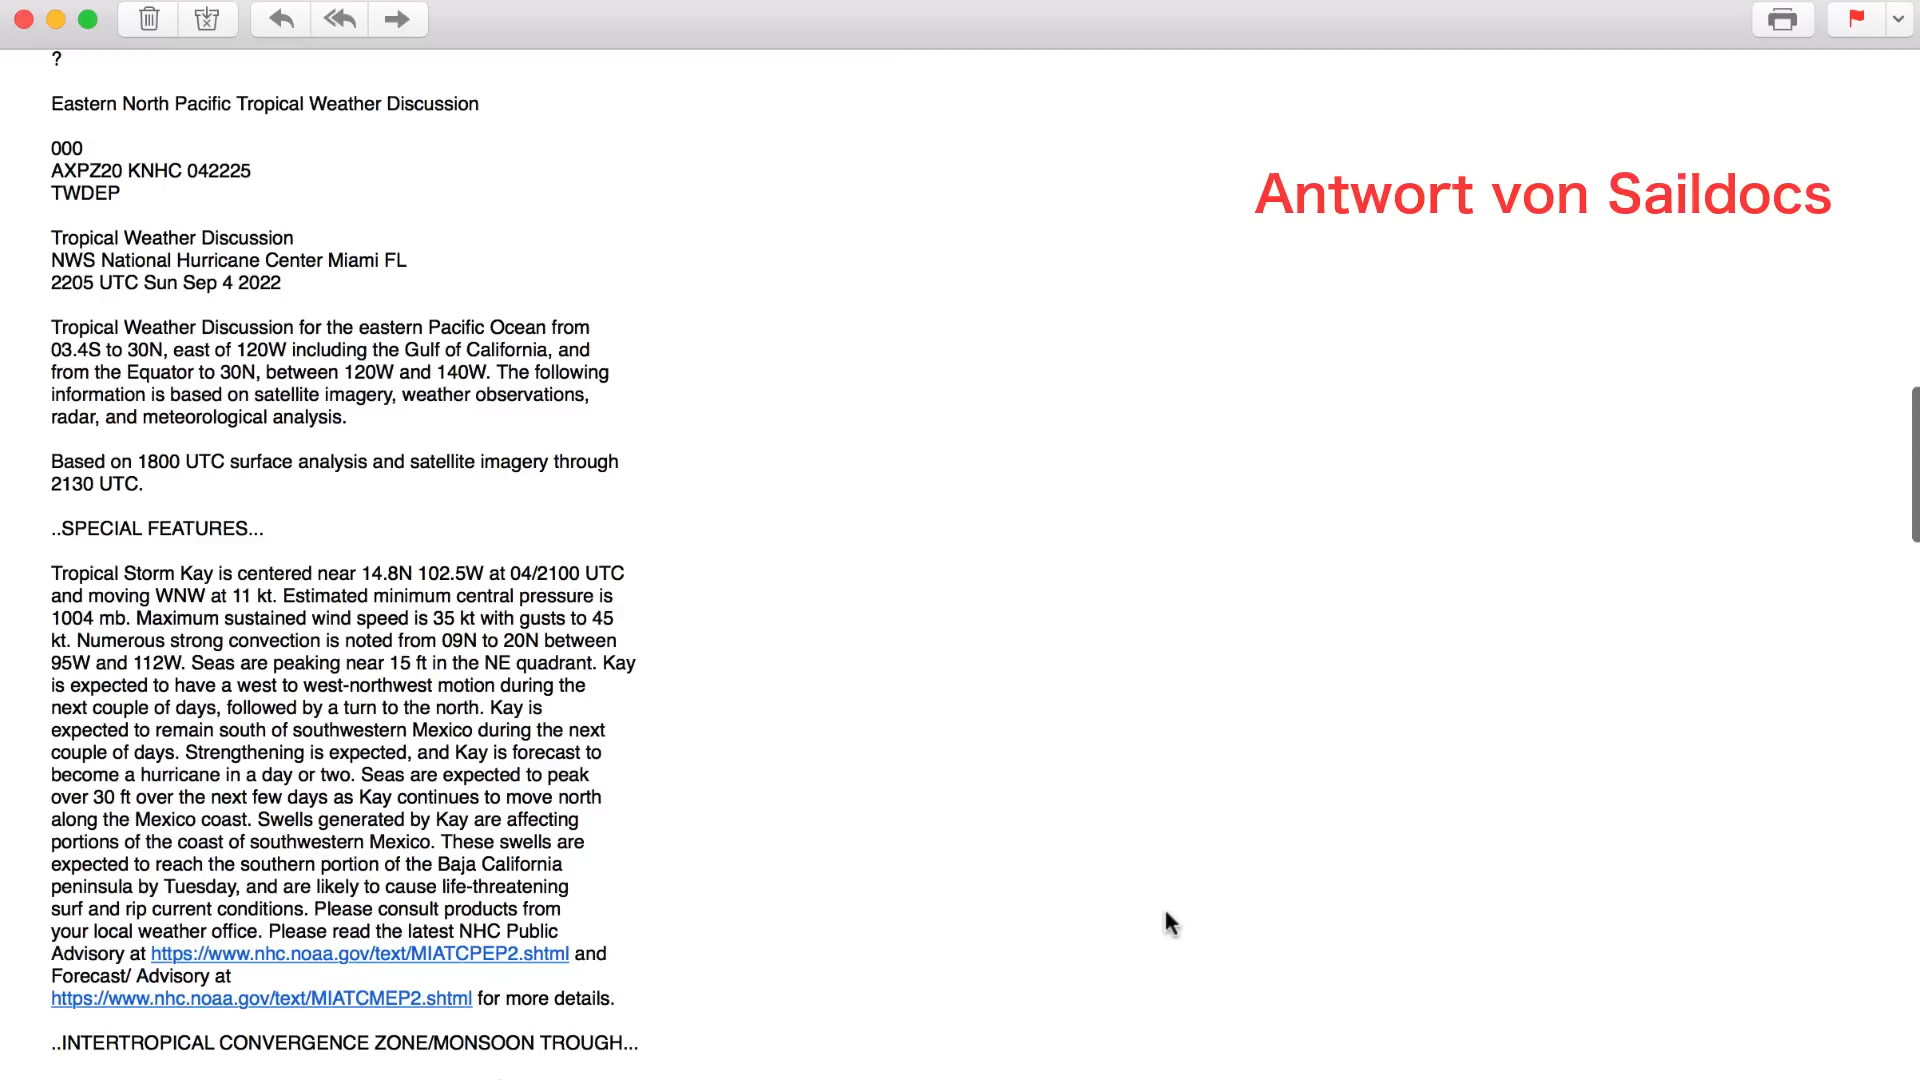 ?
Eastern North Pacific Tropical Weather Discussion
000
AXPZ20 KNHC 042225
TWDEP
Antwort von Saildocs
Tropical Weather Discussion
NWS National Hurricane Center Miami FL
2205 UTC Sun Sep 4 2022
Tropical Weather Discussion for the eastern Pacific Ocean from
03.4S to 30N, east of 120W including the Gulf of California, and
from the Equator to 30N, between 120W and 140W. The following
information is based on satellite imagery, weather observations,
radar, and meteorological analysis.
Based on 1800 UTC surface analysis and satellite imagery through
2130 UTC.
..SPECIAL FEATURES...
Tropical Storm Kay is centered near 14.8N 102.5W at 04/2100 UTC
and moving WNW at 11 kt. Estimated minimum central pressure is
1004 mb. Maximum sustained wind speed is 35 kt with gusts to 45
kt. Numerous strong convection is noted from 09N to 20N between
95W and 112W. Seas are peaking near 15 ft in the NE quadrant. Kay
is expected to have a west to west-northwest motion during the
next couple of days, followed by a turn to the north. Kay is
expected to remain south of southwestern Mexico during the next
couple of days. Strengthening is expected, and Kay is forecast to
become a hurricane in a day or two. Seas are expected to peak
over 30 ft over the next few days as Kay continues to move north
along the Mexico coast. Swells generated by Kay are affecting
portions of the coast of southwestern Mexico. These swells are
expected to reach the southern portion of the Baja California
peninsula by Tuesday, and are likely to cause life-threatening
surf and rip current conditions. Please consult products from
your local weather office. Please read the latest NHC Public
Advisory at https://www.nhc.noaa.gov/text/MIATCPEP2.shtml and
Forecast/ Advisory at
https://www.nhc.noaa.gov/text/MIATCMEP2.shtml for more details.
..INTERTROPICAL CONVERGENCE ZONE/MONSOON TROUGH...